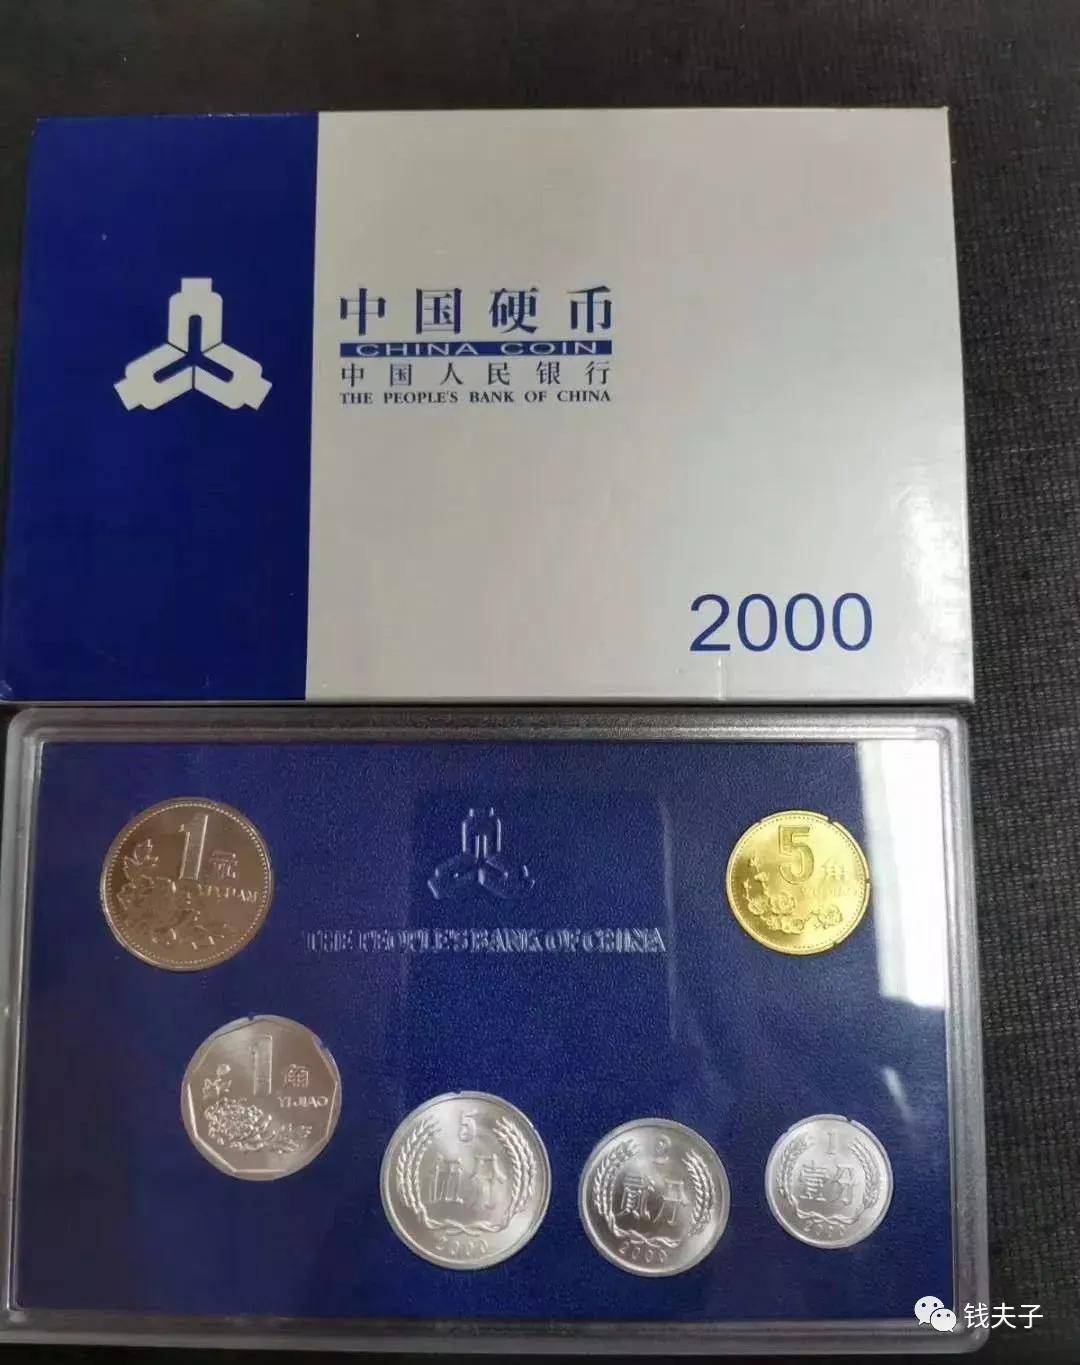 中国硬币
CHINA COIN
中国人民银行
THE PEOPLE'S BANK OF CHINA
2000
1元
YI YUAN
5角
WU JIAO
THE PEOPLE'S BANK OF CHINA
1角
YI JIAO
5
伍分
2000
2
贰分
2000
1
壹分
2000
钱夫子